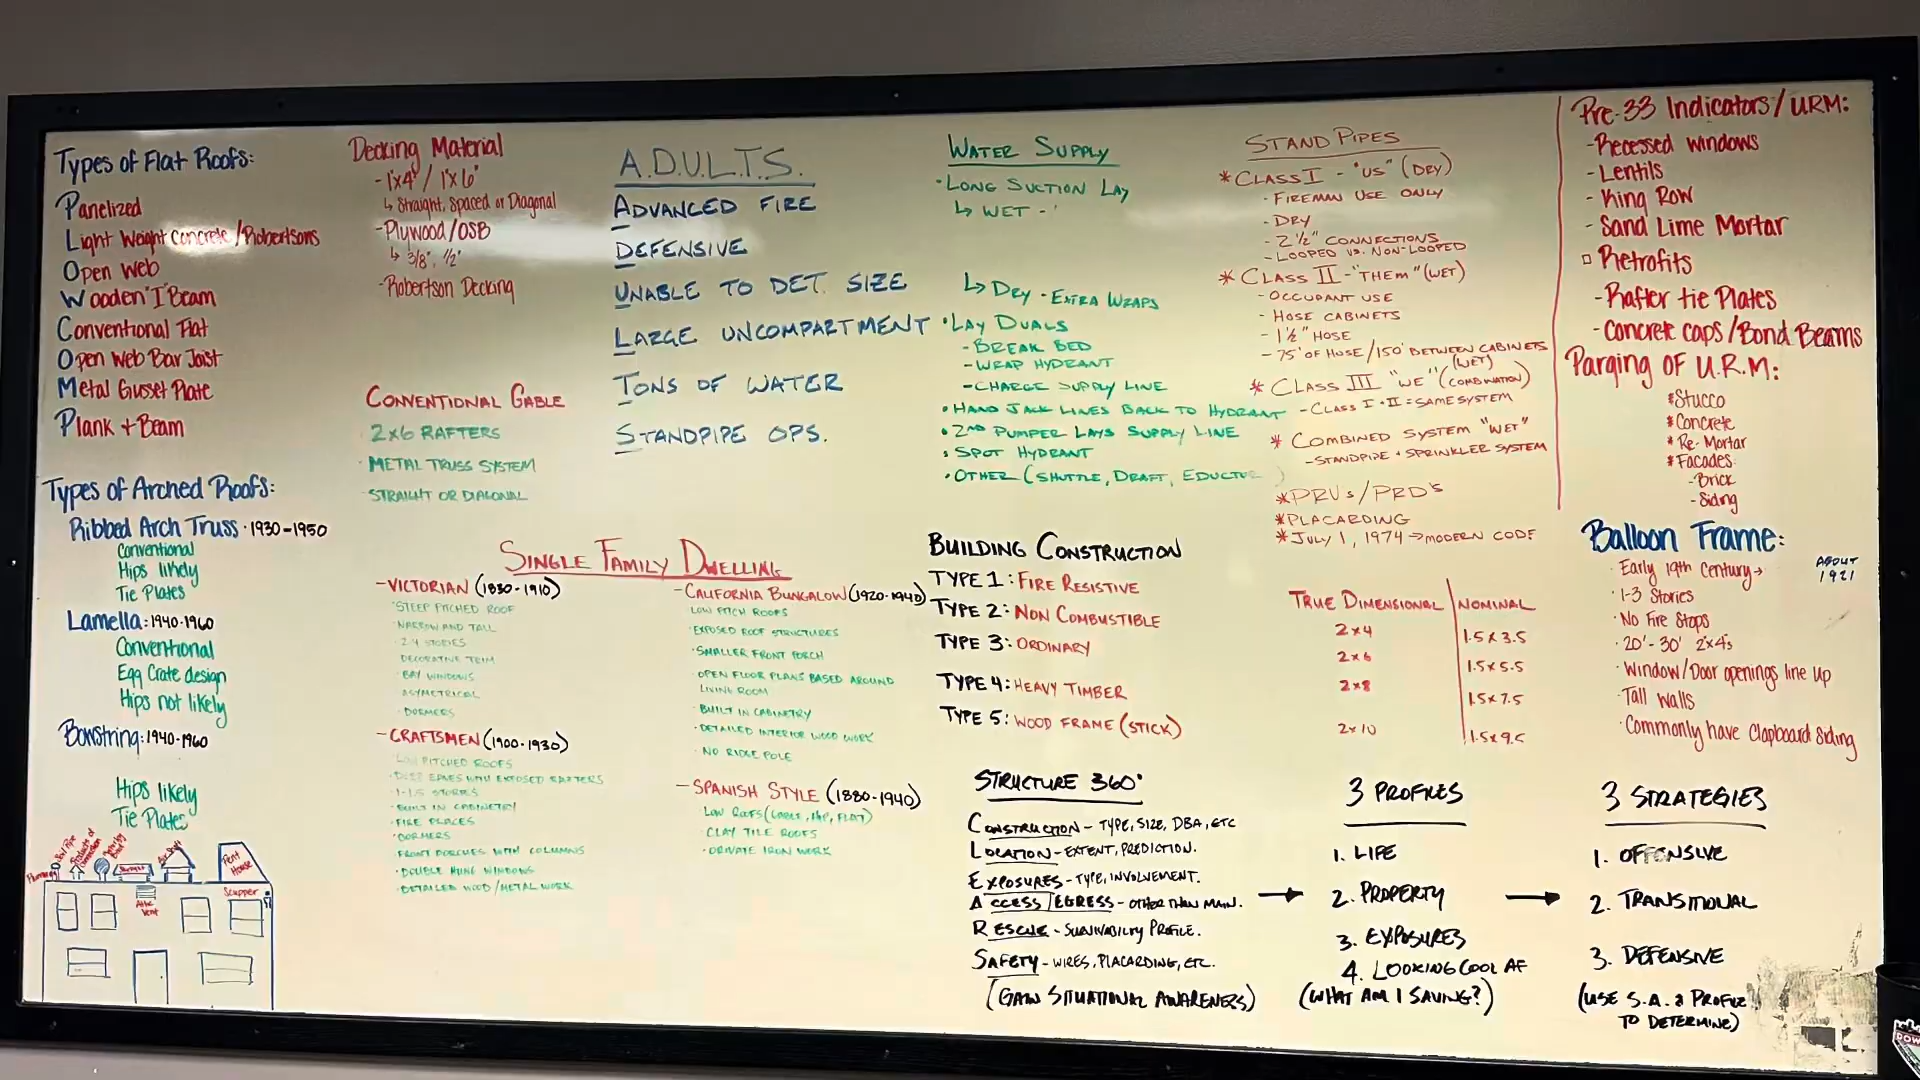 Types of Flat Roofs:
Panelized
Light Weight Concrete/Robertsons
Open Web
Wooden "I" Beam
Conventional Flat
Open Web Bar Joist
Metal Gusset Plate
Plank + Beam
Types of Arched Roofs:
Ribbed Arch Truss · 1930-1950
Conventional
Hips likely
Tie Plates
Lamella: 1940-1960
Conventional
Egg Crate design
Hips not likely
Bowstring: 1940-1960
Hips likely
Tie Plates
Pent House
Scupper
Attic Vent
Decking Material
- 1"x4" / 1"x6"
↳ Straight, Spaced or Diagonal
- Plywood/OSB
↳ 3/8", 1/2"
- Robertson Decking
CONVENTIONAL GABLE
2x6 RAFTERS
· METAL TRUSS SYSTEM
· STRAIGHT OR DIAGONAL
A.D.U.L.T.S.
ADVANCED FIRE
DEFENSIVE
UNABLE TO DET. SIZE
LARGE UNCOMPARTMENT
TONS OF WATER
STANDPIPE OPS.
SINGLE FAMILY DWELLING
- VICTORIAN (1830-1910)
· STEEP PITCHED ROOF
· NARROW AND TALL
· 2-4 STORIES
DECORATIVE TRIM
· BAY WINDOWS
· ASYMETRICAL
· DORMERS
- CRAFTSMEN (1900-1930)
LOW PITCHED ROOFS
· DEEP EAVES WITH EXPOSED RAFTERS
· 1-1.5 STORIES
· BUILT IN CABINETRY
· FIRE PLACES
· DORMERS
FRONT PORCHES WITH COLUMNS
· DOUBLE HUNG WINDOWS
· DETAILED WOOD/METAL WORK
- CALIFORNIA BUNGALOW (1920-1940)
LOW PITCH ROOFS
· EXPOSED ROOF STRUCTURES
· SMALLER FRONT PORCH
· OPEN FLOOR PLANS BASED AROUND
LIVING ROOM
· BUILT IN CABINETRY
· DETAILED INTERIOR WOOD WORK
· NO RIDGE POLE
- SPANISH STYLE (1880-1940)
LOW ROOFS (GABLE, HIP, FLAT)
· CLAY TILE ROOFS
· ORNATE IRON WORK
WATER SUPPLY
· LONG SUCTION LAY
↳ WET -
↳ DRY - EXTRA WRAPS
· LAY DUALS
- BREAK BED
- WRAP HYDRANT
- CHARGE SUPPLY LINE
· HAND JACK LINES BACK TO HYDRANT
· 2ND PUMPER LAYS SUPPLY LINE
· SPOT HYDRANT
· OTHER (SHUTTLE, DRAFT, EDUCTOR )
STAND PIPES
* CLASS I - "US" (DRY)
- FIREMAN USE ONLY
- DRY
- 2 1/2" CONNECTIONS
- LOOPED VS. NON-LOOPED
* CLASS II - "THEM" (WET)
- OCCUPANT USE
- HOSE CABINETS
- 1 1/2" HOSE
- 75' OF HOSE/150' BETWEEN CABINETS
* CLASS III "WE" (WET) (COMBINATION)
- CLASS I + II = SAME SYSTEM
* COMBINED SYSTEM "WET"
- STANDPIPE + SPRINKLER SYSTEM
* PRVs/PRD's
* PLACARDING
* JULY 1, 1974 → MODERN CODE
BUILDING CONSTRUCTION
TYPE 1: FIRE RESISTIVE
TYPE 2: NON COMBUSTIBLE
TYPE 3: ORDINARY
TYPE 4: HEAVY TIMBER
TYPE 5: WOOD FRAME (STICK)
TRUE DIMENSIONAL NOMINAL
2x4 1.5 x 3.5
2x6 1.5 x 5.5
2x8 1.5 x 7.5
2x10 1.5 x 9.5
STRUCTURE 360°
CONSTRUCTION - TYPE, SIZE, DBA, ETC
LOCATION - EXTENT, PREDICTION.
EXPOSURES - TYPE, INVOLVEMENT.
ACCESS/EGRESS - OTHER THAN MAIN.
RESCUE - SURVIVABILITY PROFILE.
SAFETY - WIRES, PLACARDING, ETC.
(GAIN SITUATIONAL AWARENESS)
3 PROFILES
1. LIFE
2. PROPERTY
3. EXPOSURES
4. LOOKING COOL AF
(WHAT AM I SAVING?)
3 STRATEGIES
1. OFFENSIVE
2. TRANSITIONAL
3. DEFENSIVE
(USE S.A. & PROFILE
TO DETERMINE)
Pre-33 Indicators/URM:
- Recessed windows
- Lentils
- King Row
- Sand Lime Mortar
□ Retrofits
- Rafter tie Plates
- Concrete caps/Bond Beams
Parging OF U.R.M:
* Stucco
* Concrete
* Re-Mortar
* Facades:
- Brick
- Siding
Balloon Frame:
· Early 19th Century → ABOUT 1921
· 1-3 Stories
· No Fire Stops
· 20'-30' 2"x4's
· Window/Door openings line up
· Tall walls
· Commonly have Clapboard Siding